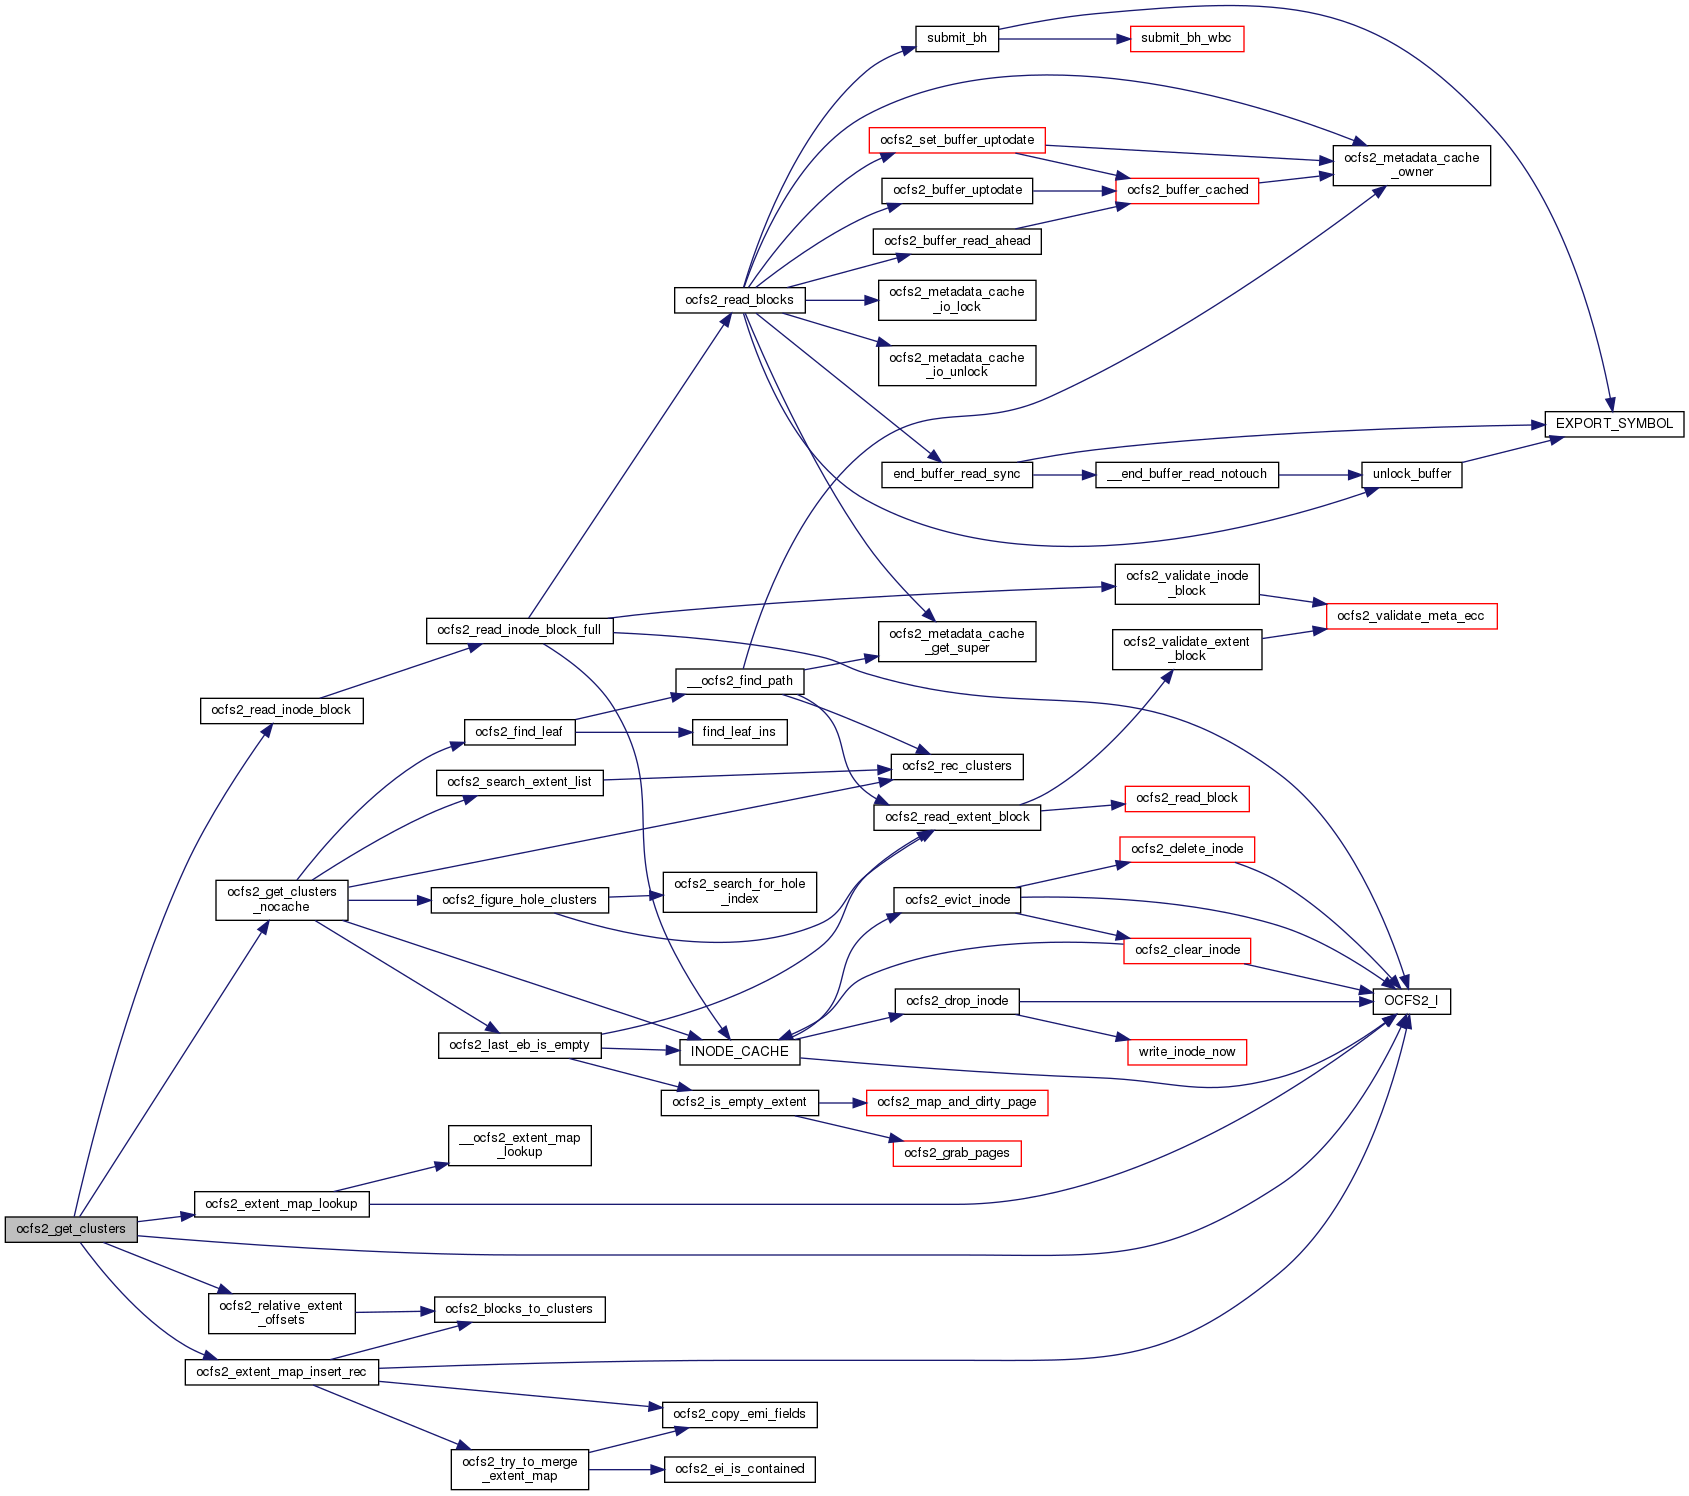 submit_bh
submit_bh_wbc
ocfs2_set_buffer_uptodate
ocfs2_metadata_cache
_owner
ocfs2_buffer_uptodate
ocfs2_buffer_cached
ocfs2_buffer_read_ahead
ocfs2_read_blocks
ocfs2_metadata_cache
_io_lock
ocfs2_metadata_cache
_io_unlock
EXPORT_SYMBOL
end_buffer_read_sync
__end_buffer_read_notouch
unlock_buffer
ocfs2_validate_inode
_block
ocfs2_validate_meta_ecc
ocfs2_read_inode_block_full
ocfs2_metadata_cache
_get_super
ocfs2_validate_extent
_block
__ocfs2_find_path
ocfs2_read_inode_block
ocfs2_find_leaf
find_leaf_ins
ocfs2_rec_clusters
ocfs2_search_extent_list
ocfs2_read_extent_block
ocfs2_read_block
ocfs2_delete_inode
ocfs2_get_clusters
_nocache
ocfs2_figure_hole_clusters
ocfs2_search_for_hole
_index
ocfs2_evict_inode
ocfs2_clear_inode
ocfs2_drop_inode
OCFS2_I
ocfs2_last_eb_is_empty
INODE_CACHE
write_inode_now
ocfs2_is_empty_extent
ocfs2_map_and_dirty_page
__ocfs2_extent_map
_lookup
ocfs2_grab_pages
ocfs2_extent_map_lookup
ocfs2_get_clusters
ocfs2_relative_extent
_offsets
ocfs2_blocks_to_clusters
ocfs2_extent_map_insert_rec
ocfs2_copy_emi_fields
ocfs2_try_to_merge
_extent_map
ocfs2_ei_is_contained